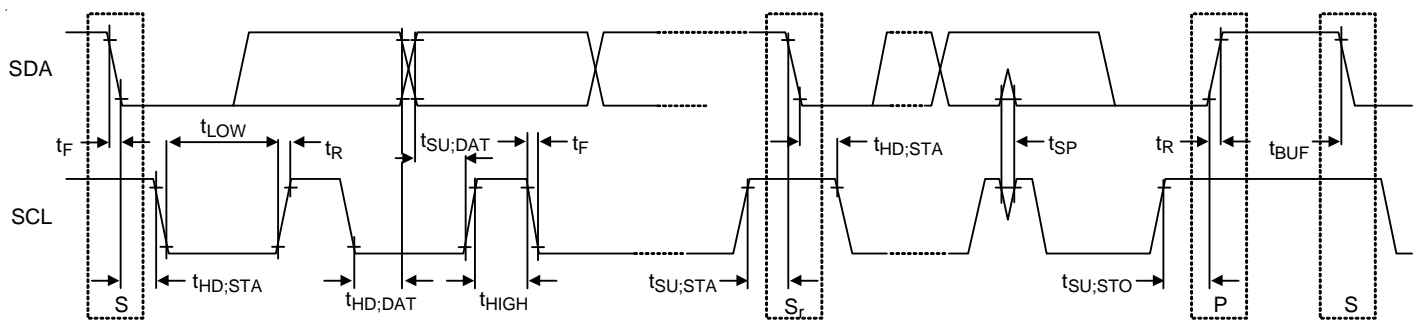 SDA
t_F
t_LOW
t_R
t_SU;DAT
t_F
t_HD;STA
t_SP
t_R
t_BUF
SCL
t_HD;STA
t_HD;DAT
t_HIGH
t_SU;STA
t_SU;STO
S
S_r
P
S